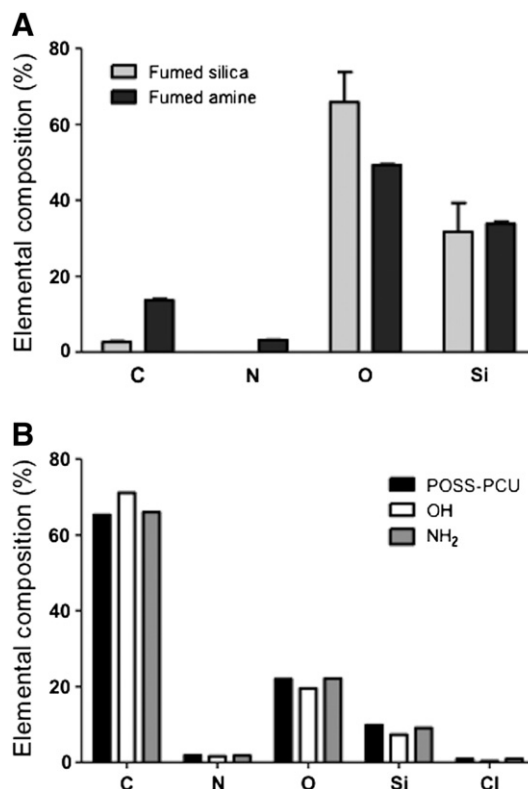 A
Elemental composition (%)
80
60
40
20
0
Fumed silica
Fumed amine
C N O Si
B
Elemental composition (%)
80
60
40
20
0
POSS-PCU
OH
NH₂
C N O Si Cl